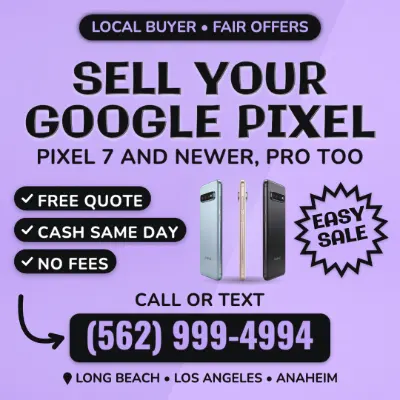 LOCAL BUYER • FAIR OFFERS
SELL YOUR
GOOGLE PIXEL
PIXEL 7 AND NEWER, PRO TOO
FREE QUOTE
CASH SAME DAY
NO FEES
EASY
SALE
CALL OR TEXT
(562) 999-4994
LONG BEACH • LOS ANGELES • ANAHEIM